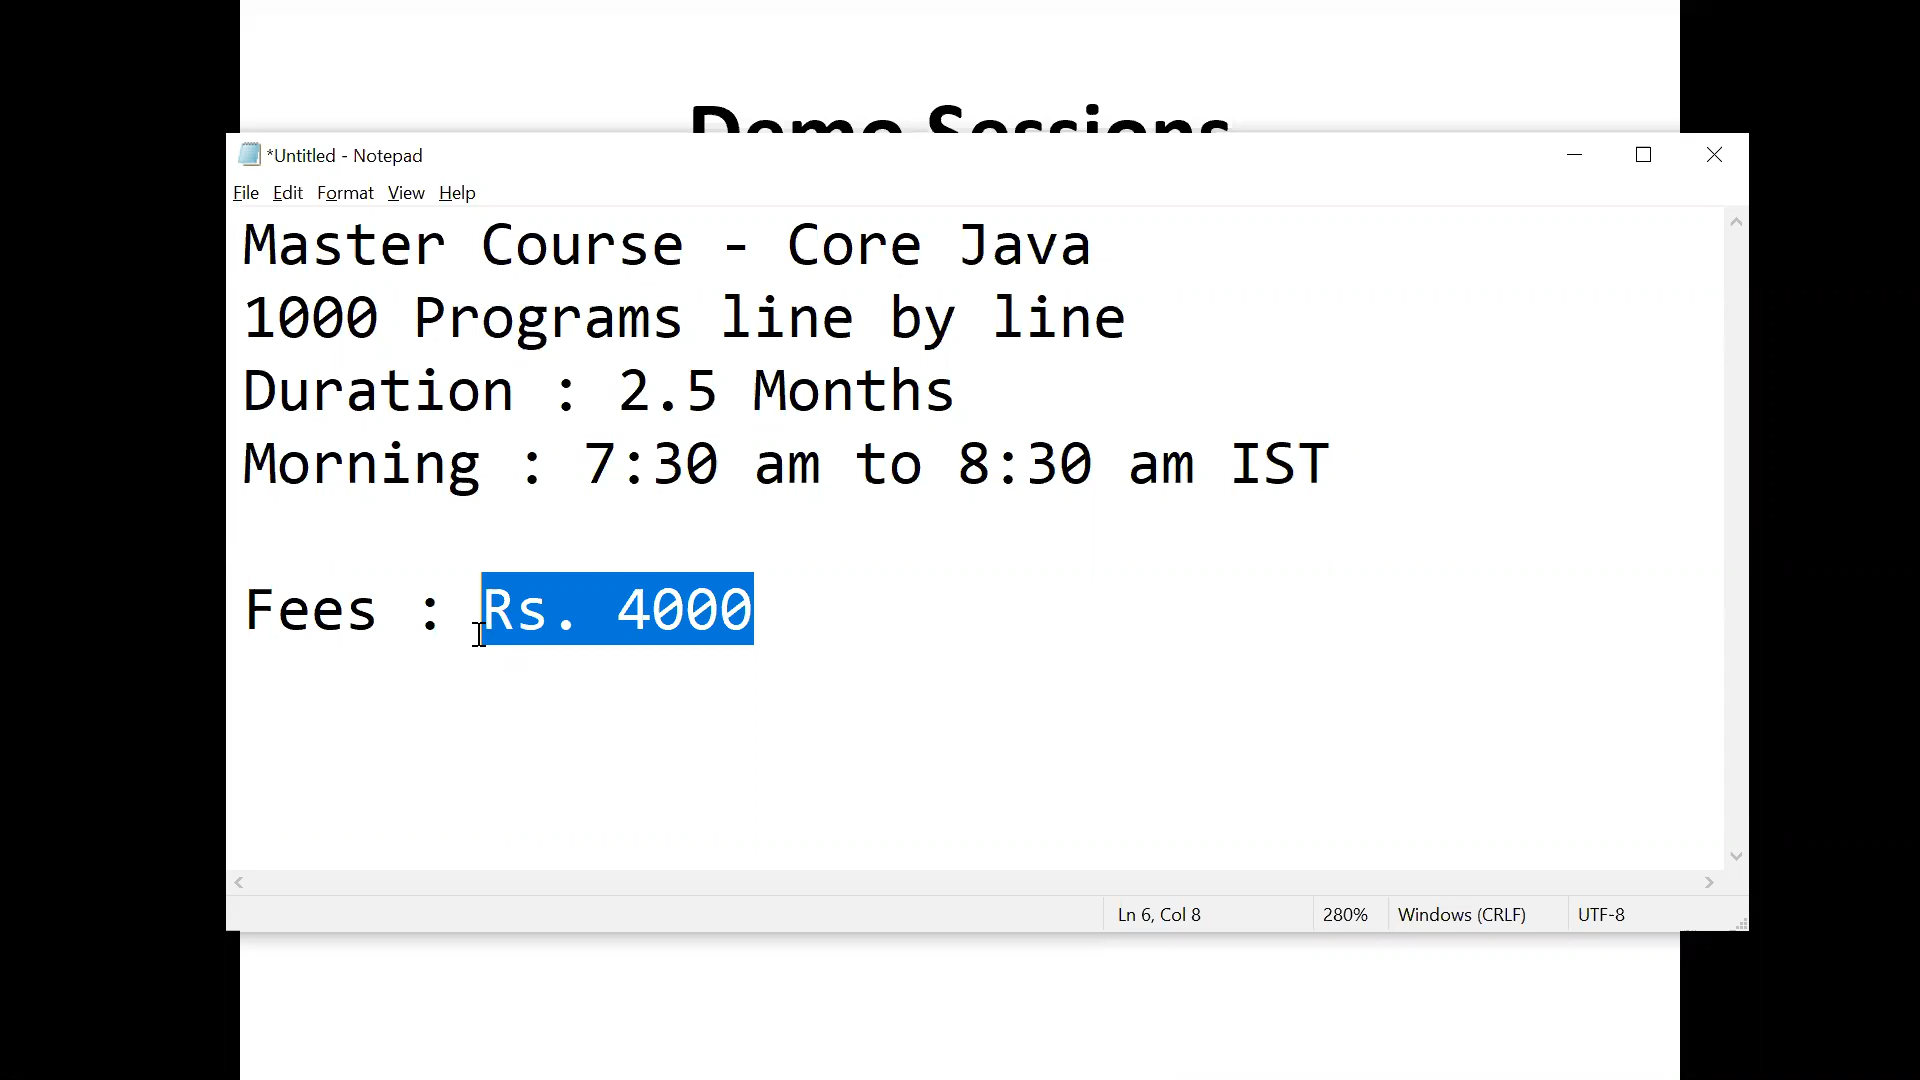 Demo Sessions
*Untitled - Notepad
File Edit Format View Help
Master Course - Core Java
1000 Programs line by line
Duration : 2.5 Months
Morning : 7:30 am to 8:30 am IST
Fees : Rs. 4000
Ln 6, Col 8 280% Windows (CRLF) UTF-8